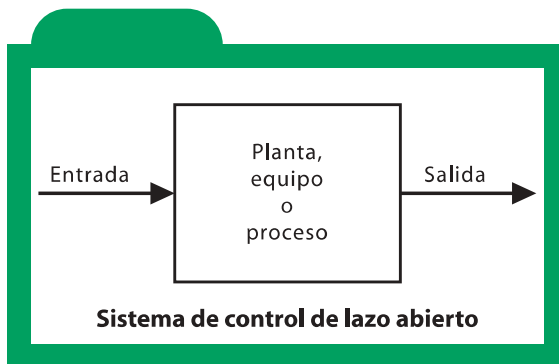 Entrada
Planta,
equipo
o
proceso
Salida
Sistema de control de lazo abierto